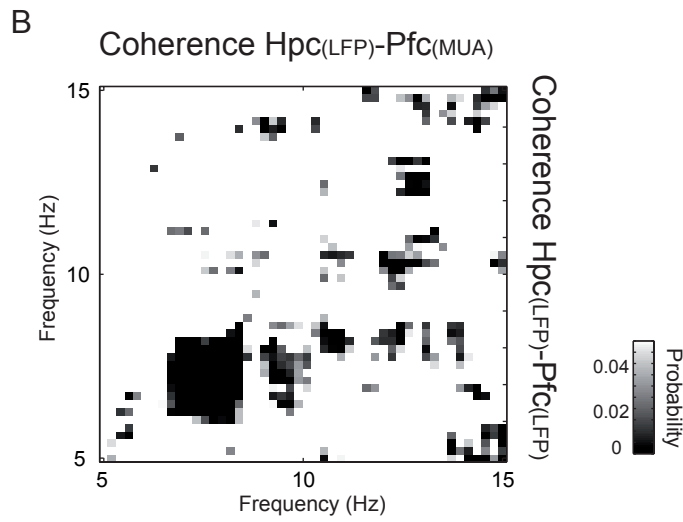 B
Coherence Hpc(LFP)-Pfc(MUA)
15
10
5
Frequency (Hz)
5
10
15
Frequency (Hz)
Coherence Hpc(LFP)-Pfc(LFP)
0.04
0.02
0
Probability